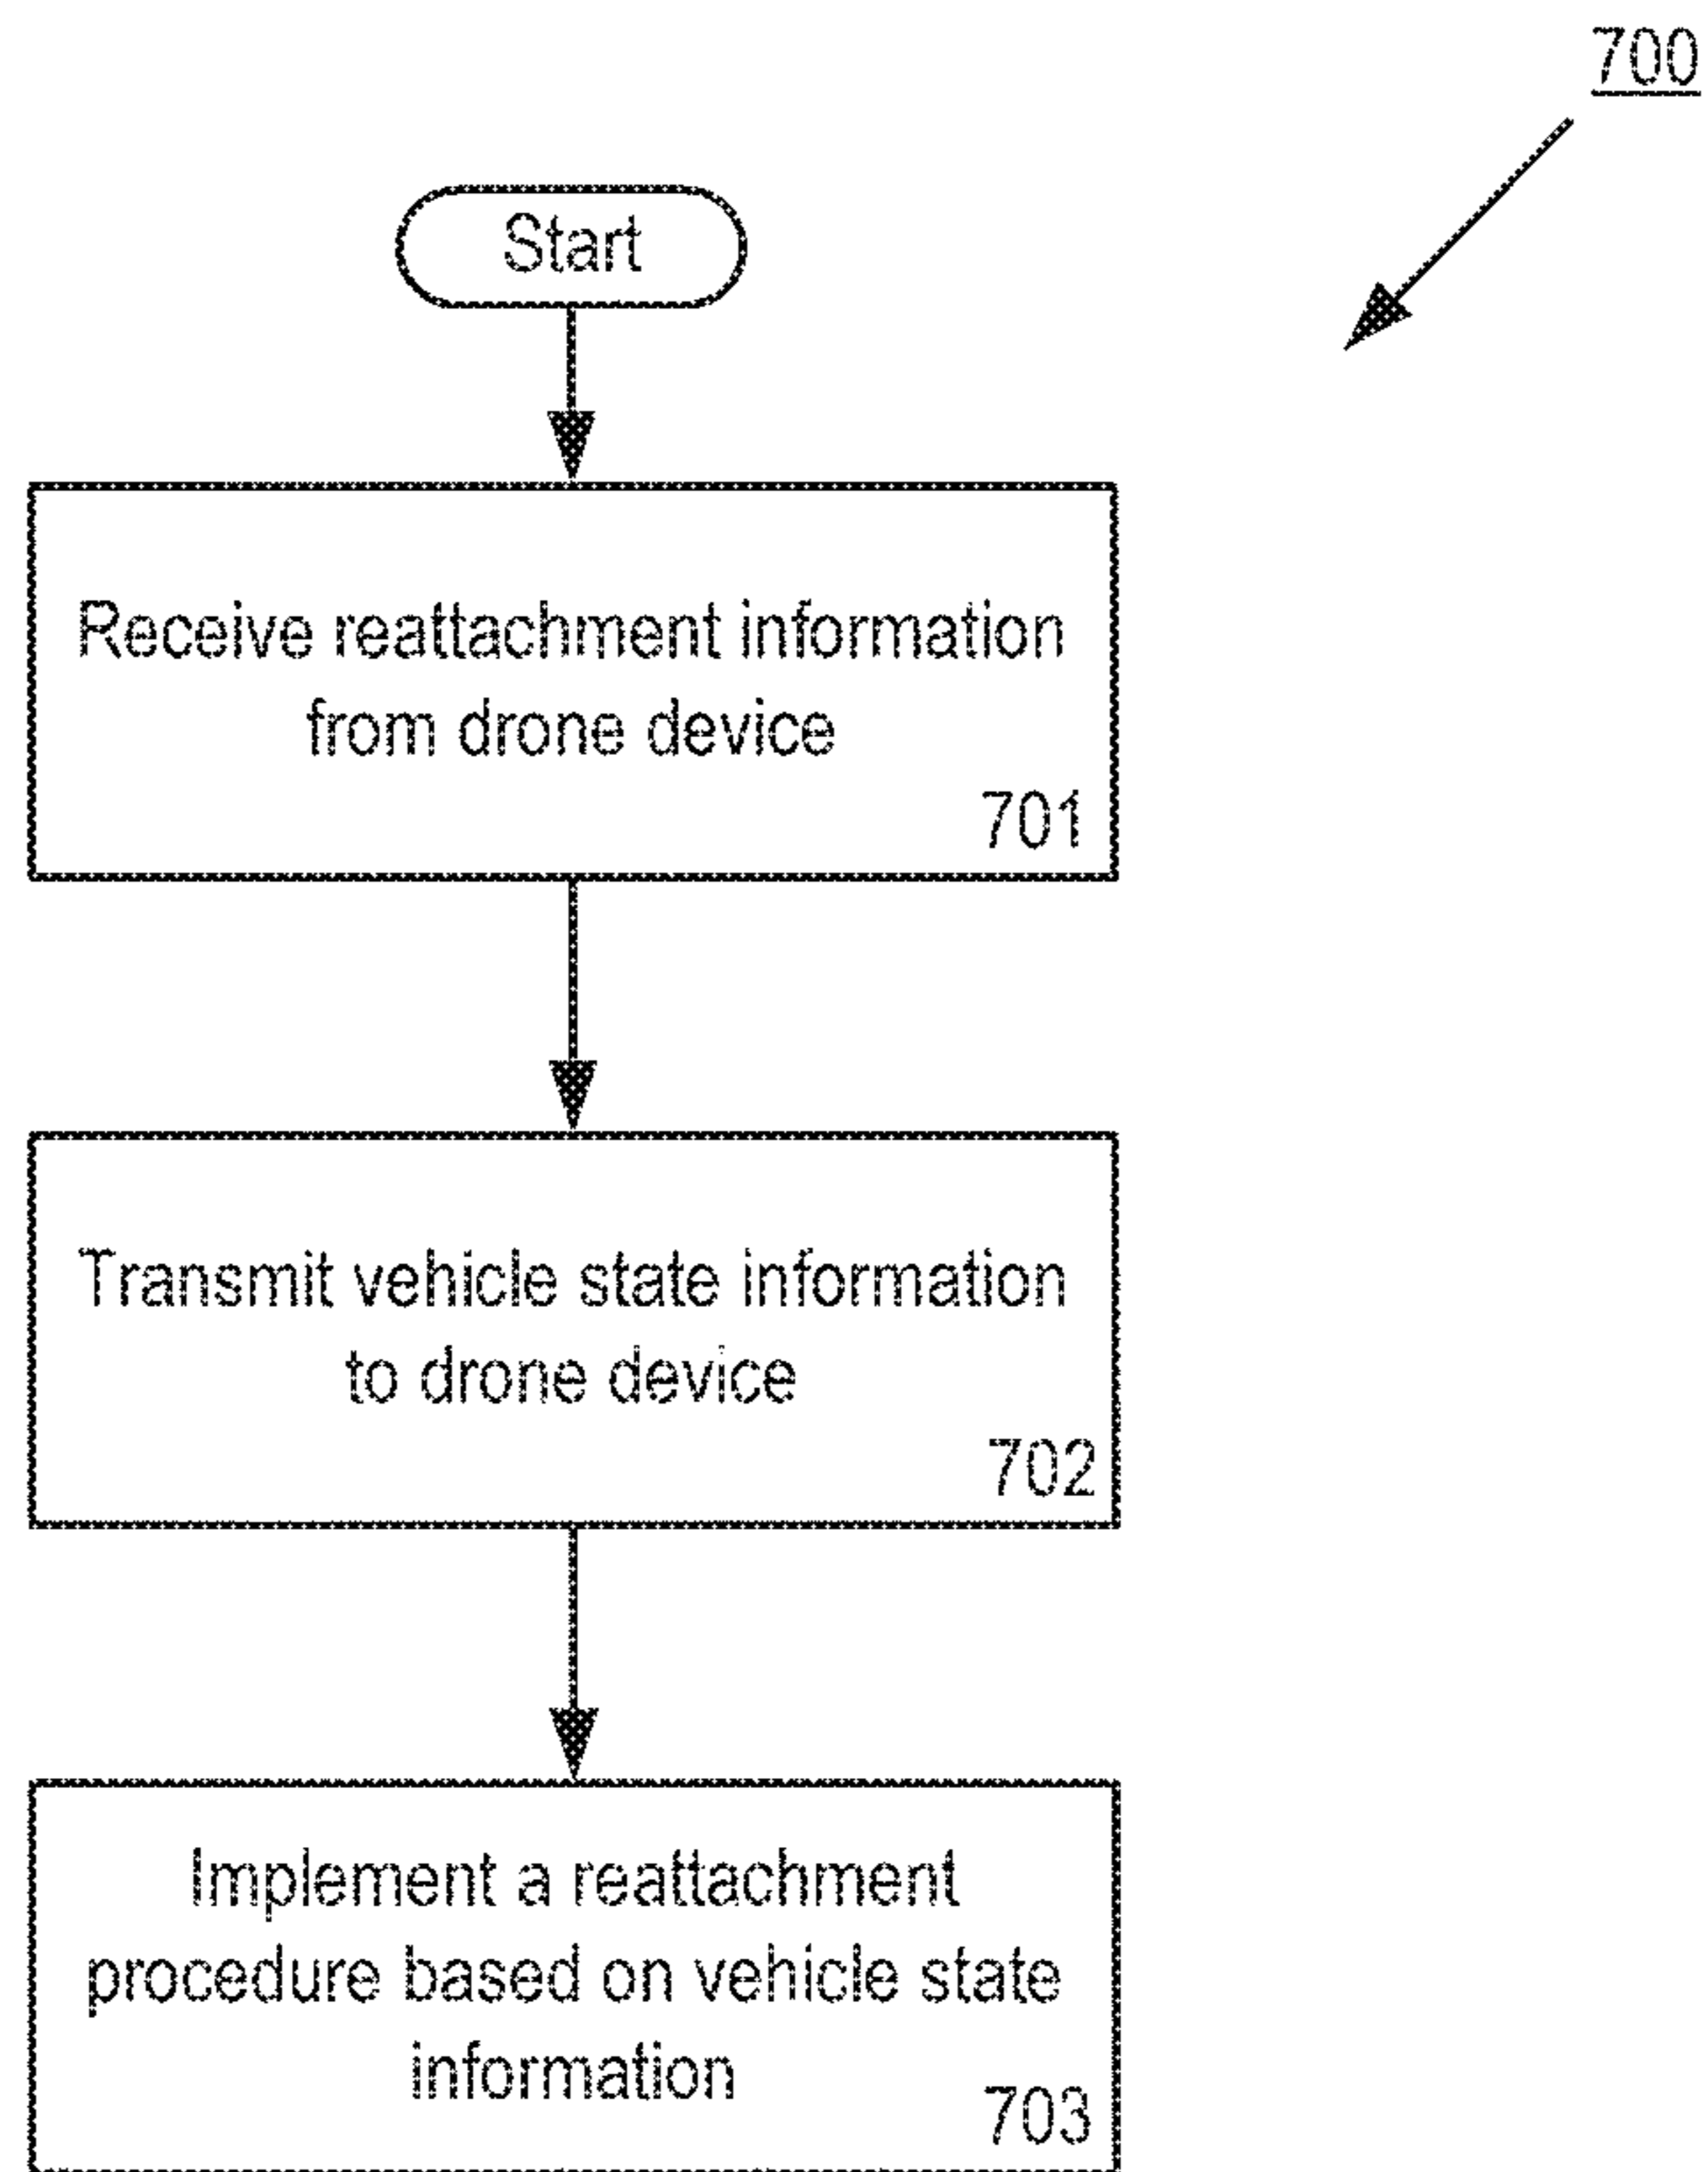 700
Start
Receive reattachment information
from drone device
701
Transmit vehicle state information
to drone device
702
Implement a reattachment
procedure based on vehicle state
information
703